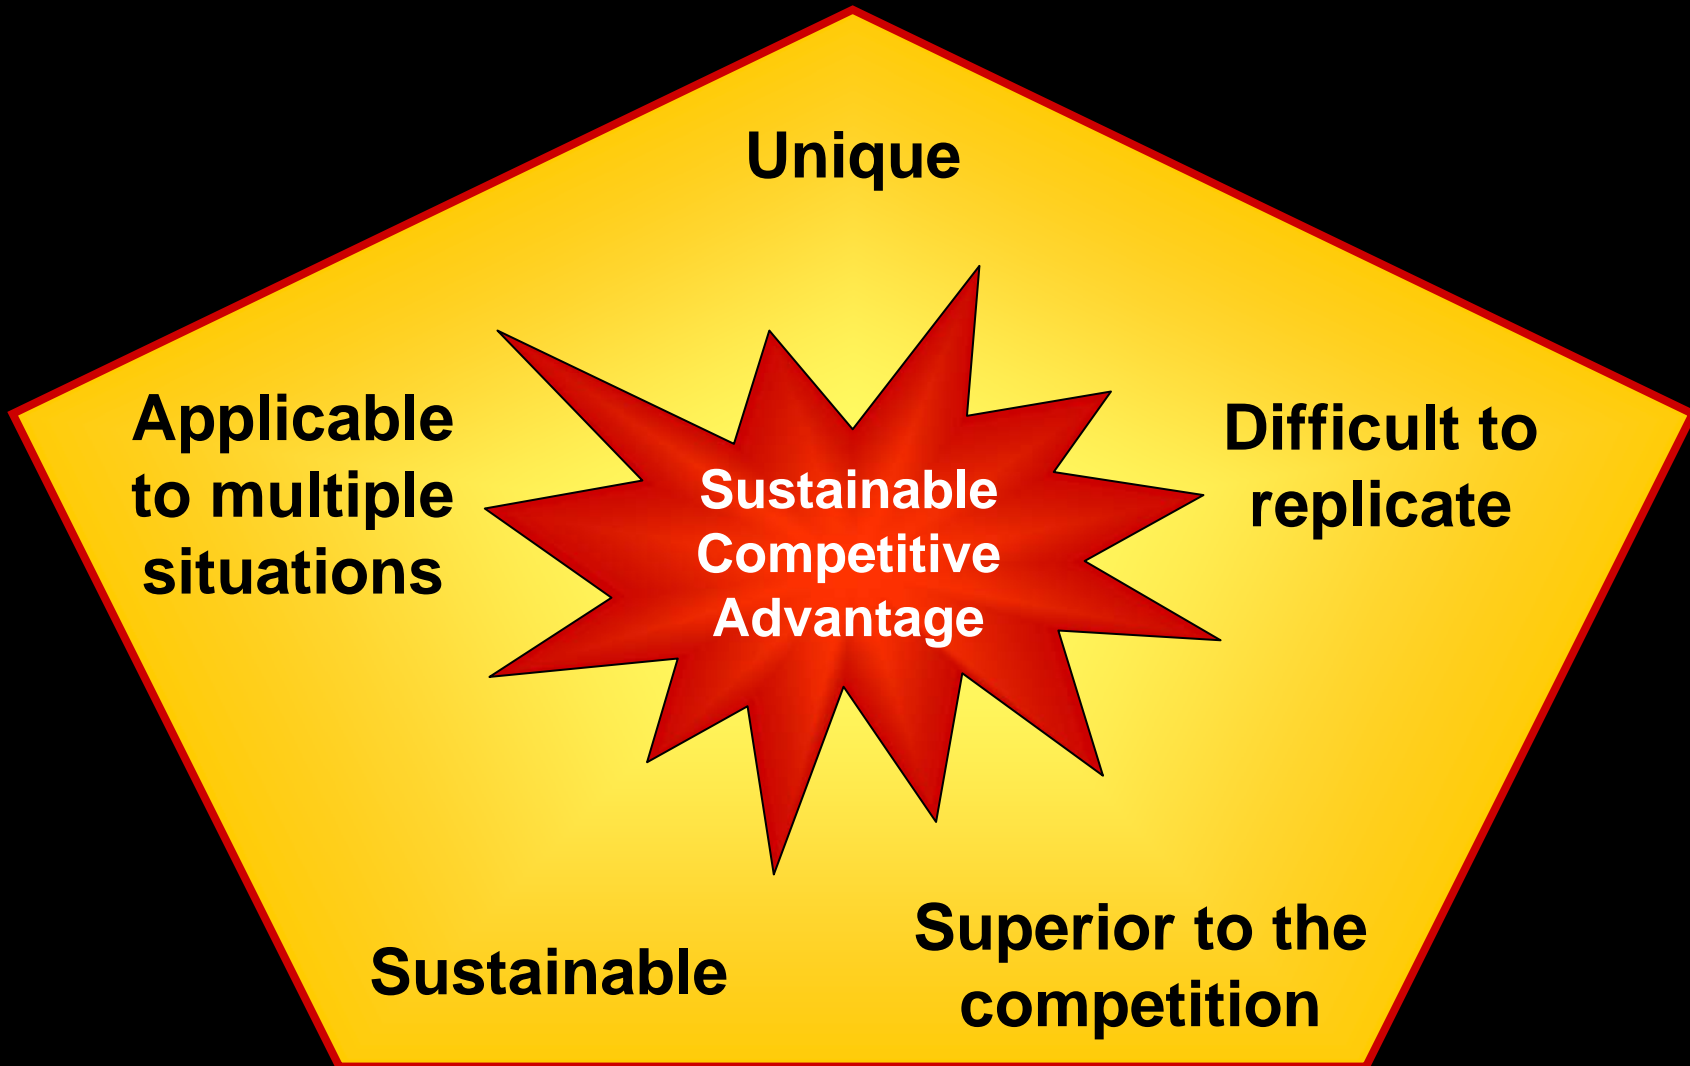 Unique
Applicable
to multiple
situations
Sustainable
Competitive
Advantage
Difficult to
replicate
Sustainable
Superior to the
competition